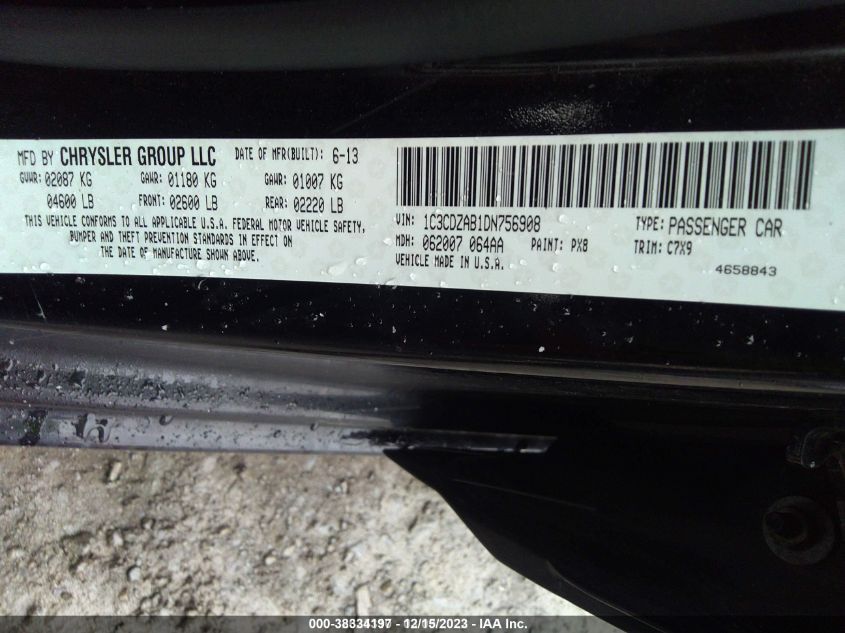 MFD BY CHRYSLER GROUP LLC DATE OF MFR(BUILT): 6-13
GVWR: 02087 KG GAWR: 01180 KG GAWR: 01007 KG
04600 LB FRONT: 02600 LB REAR: 02220 LB
THIS VEHICLE CONFORMS TO ALL APPLICABLE U.S.A. FEDERAL MOTOR VEHICLE SAFETY,
BUMPER AND THEFT PREVENTION STANDARDS IN EFFECT ON
THE DATE OF MANUFACTURE SHOWN ABOVE.
VIN: 1C3CDZAB1DN756908 TYPE: PASSENGER CAR
MDH: 062007 064AA PAINT: PX8 TRIM: C7X9
VEHICLE MADE IN U.S.A.
4658843
000-38334197 - 12/15/2023 - IAA Inc.